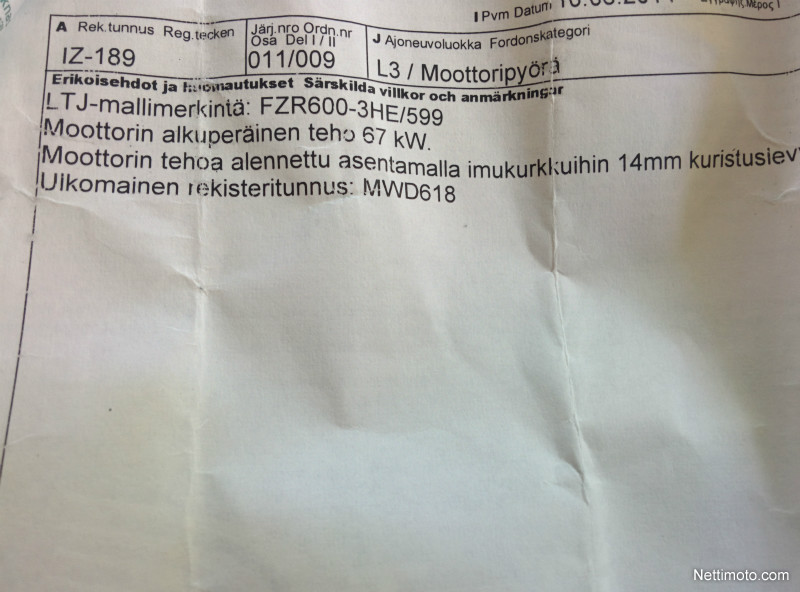 I Pvm Datum
A Rek.tunnus Reg.tecken
IZ-189
Järj.nro Ordn.nr
Osa Del I / II
011/009
J Ajoneuvoluokka Fordonskategori
L3 / Moottoripyörä
Erikoisehdot ja huomautukset Särskilda villkor och anmärkningar
LTJ-mallimerkintä: FZR600-3HE/599
Moottorin alkuperäinen teho 67 kW.
Moottorin tehoa alennettu asentamalla imukurkkuihin 14mm kuristusiev
Ulkomainen rekisteritunnus: MWD618
Nettimoto.com